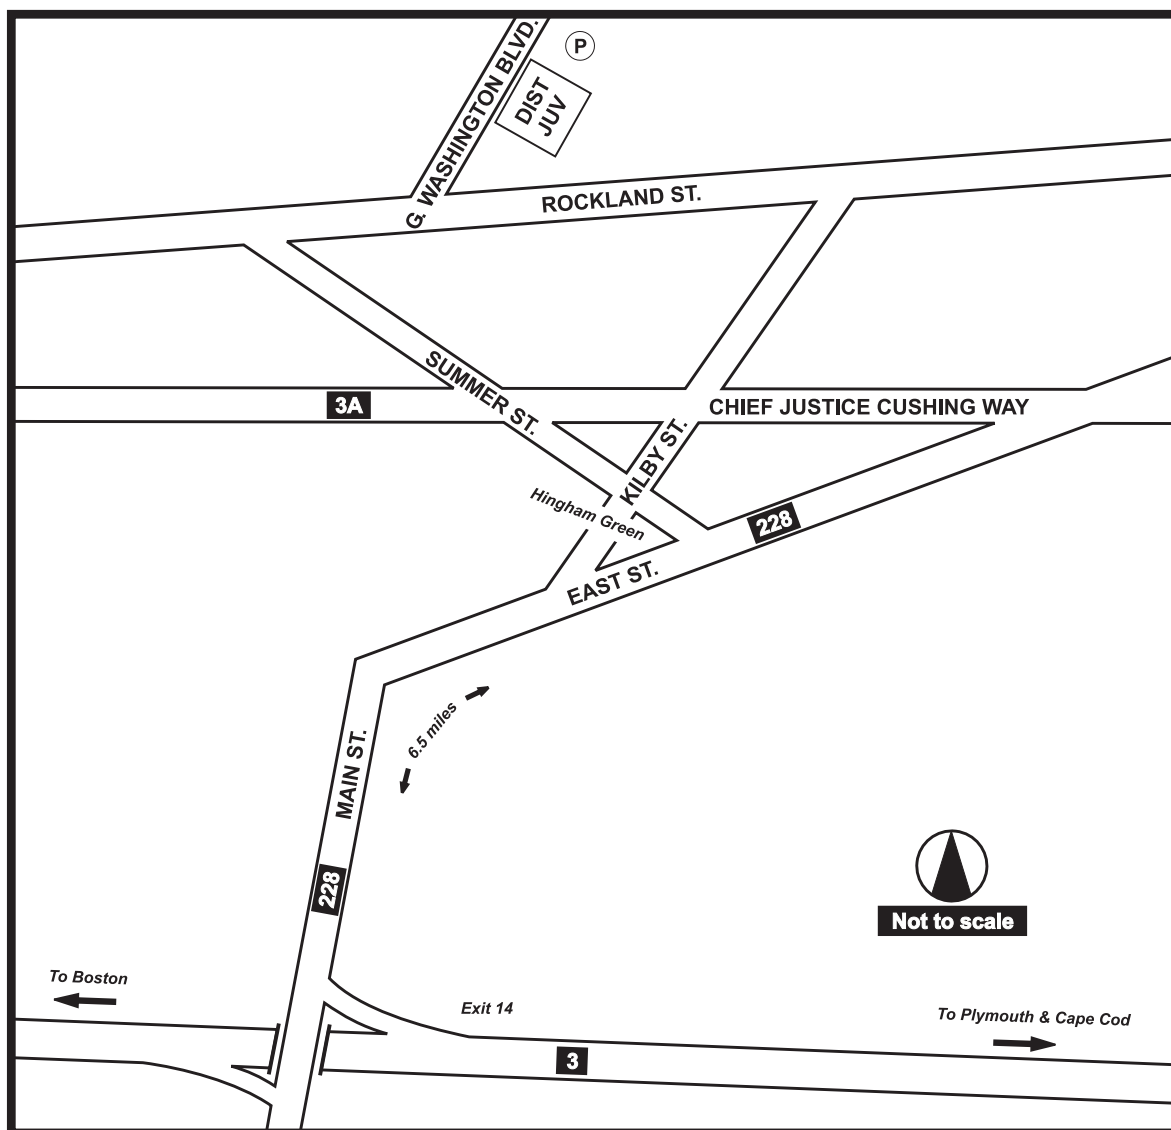 G. WASHINGTON BLVD.
P
DIST
JUV
ROCKLAND ST.
SUMMER ST.
3A
CHIEF JUSTICE CUSHING WAY
KILBY ST.
Hingham Green
228
EAST ST.
6.5 miles
MAIN ST.
228
Not to scale
To Boston
Exit 14
To Plymouth & Cape Cod
3